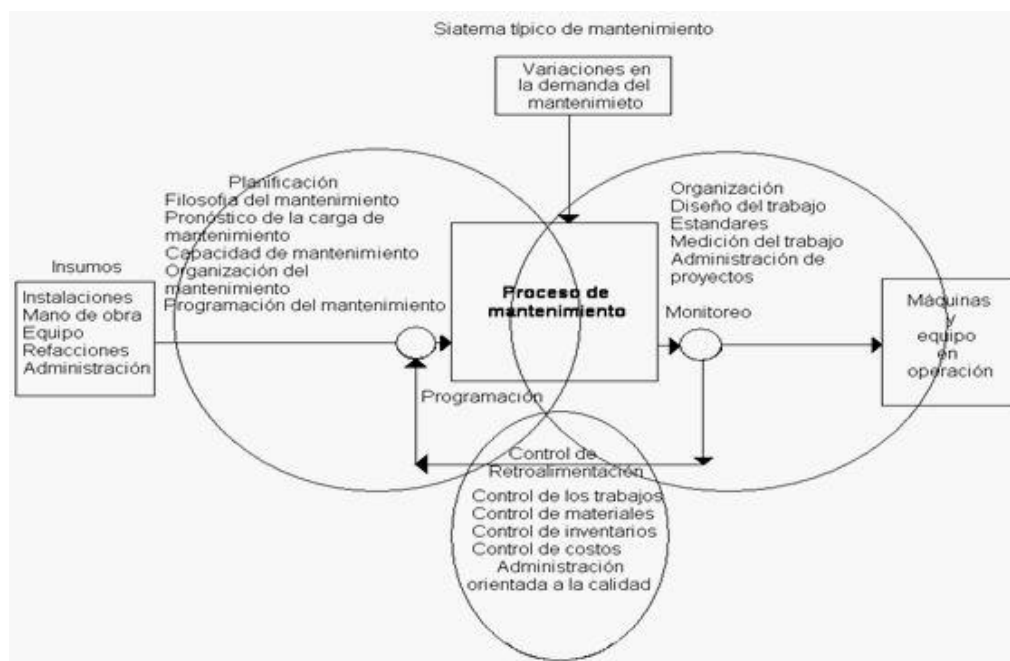 Siatema típico de mantenimiento
Variaciones en
la demanda del
mantenimieto
Planificación
Filosofia del mantenimiento
Pronóstico de la carga de
mantenimiento
Capacidad de mantenimiento
Organización del
mantenimiento
Programación del mantenimiento
Organización
Diseño del trabajo
Estandares
Medición del trabajo
Administración de
proyectos
Insumos
Instalaciones
Mano de obra
Equipo
Refacciones
Administración
Proceso de
mantenimiento
Monitoreo
Máquinas
y
equipo
en
operación
Programación
Control de
Retroalimentación
Control de los trabajos
Control de materiales
Control de inventarios
Control de costos
Administración
orientada a la calidad